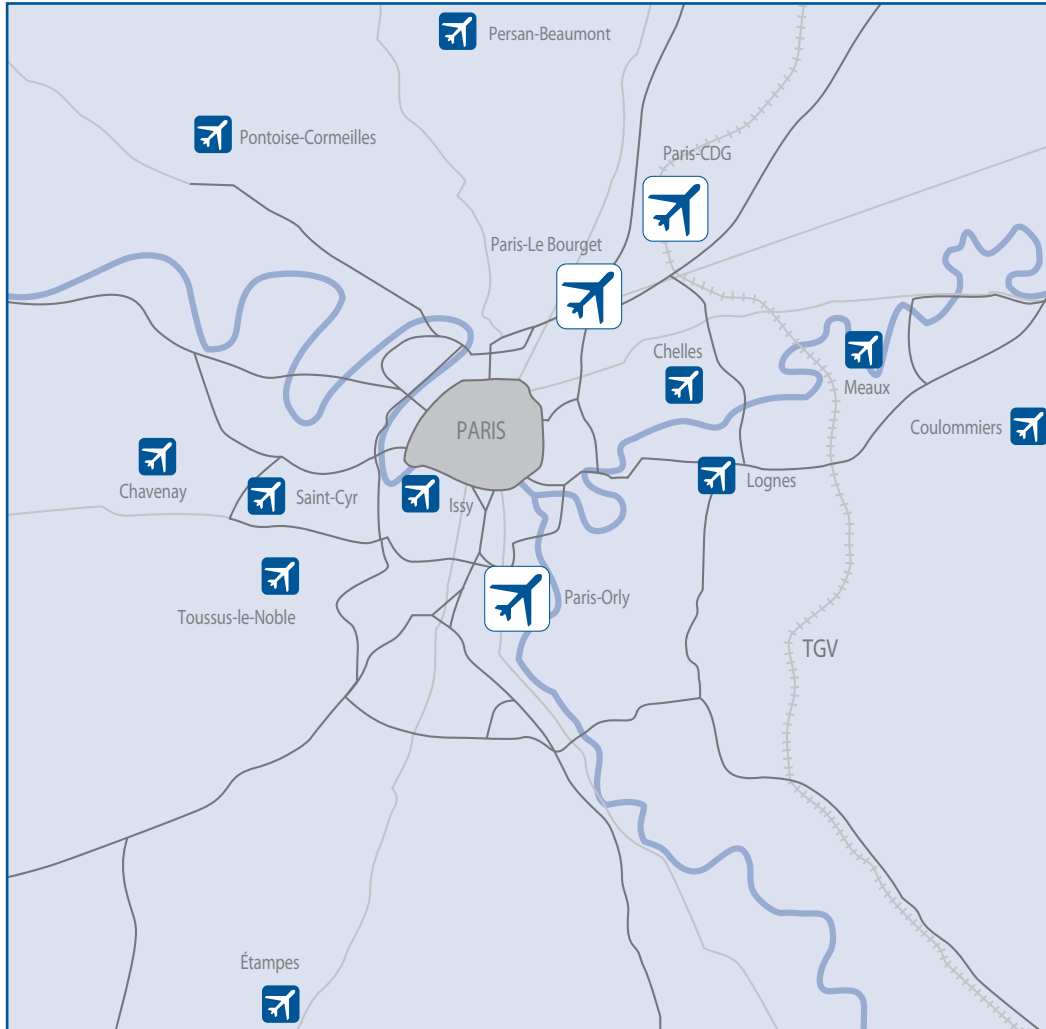 Persan-Beaumont
Pontoise-Cormeilles
Paris-CDG
Paris-Le Bourget
Chelles
Meaux
PARIS
Coulommiers
Chavenay
Saint-Cyr
Issy
Lognes
Toussus-le-Noble
Paris-Orly
TGV
Étampes